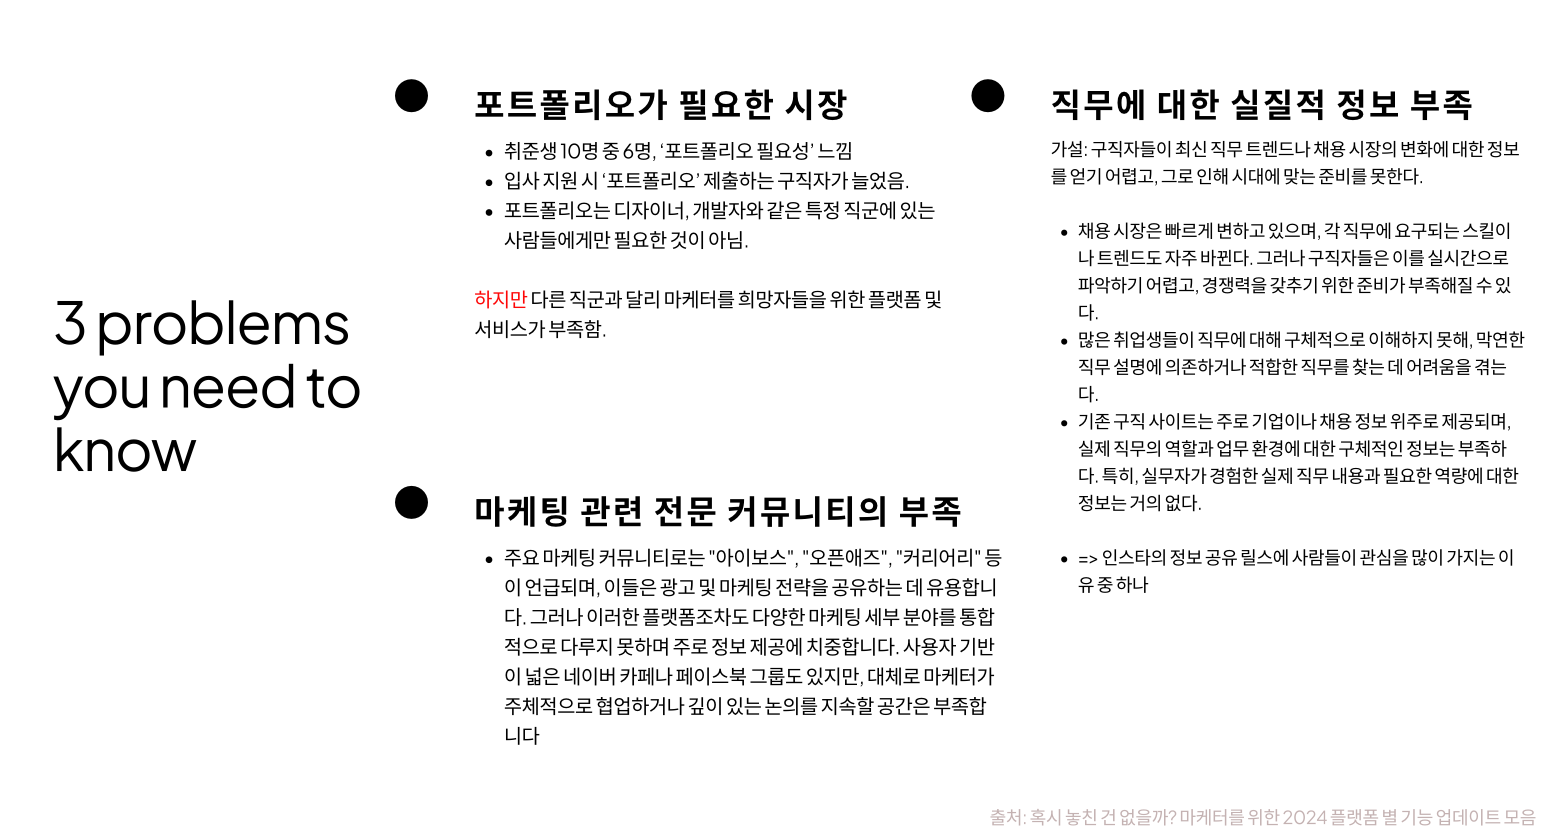 3 problems
you need to
know
포트폴리오가 필요한 시장
취준생 10명 중 6명, ‘포트폴리오 필요성’ 느낌
입사 지원 시 ‘포트폴리오’ 제출하는 구직자가 늘었음.
포트폴리오는 디자이너, 개발자와 같은 특정 직군에 있는
사람들에게만 필요한 것이 아님.
하지만 다른 직군과 달리 마케터를 희망자들을 위한 플랫폼 및
서비스가 부족함.
마케팅 관련 전문 커뮤니티의 부족
주요 마케팅 커뮤니티로는 "아이보스", "오픈애즈", "커리어리" 등
이 언급되며, 이들은 광고 및 마케팅 전략을 공유하는 데 유용합니
다. 그러나 이러한 플랫폼조차도 다양한 마케팅 세부 분야를 통합
적으로 다루지 못하며 주로 정보 제공에 치중합니다. 사용자 기반
이 넓은 네이버 카페나 페이스북 그룹도 있지만, 대체로 마케터가
주체적으로 협업하거나 깊이 있는 논의를 지속할 공간은 부족합
니다
직무에 대한 실질적 정보 부족
가설: 구직자들이 최신 직무 트렌드나 채용 시장의 변화에 대한 정보
를 얻기 어렵고, 그로 인해 시대에 맞는 준비를 못한다.
채용 시장은 빠르게 변하고 있으며, 각 직무에 요구되는 스킬이
나 트렌드도 자주 바뀐다. 그러나 구직자들은 이를 실시간으로
파악하기 어렵고, 경쟁력을 갖추기 위한 준비가 부족해질 수 있
다.
많은 취업생들이 직무에 대해 구체적으로 이해하지 못해, 막연한
직무 설명에 의존하거나 적합한 직무를 찾는 데 어려움을 겪는
다.
기존 구직 사이트는 주로 기업이나 채용 정보 위주로 제공되며,
실제 직무의 역할과 업무 환경에 대한 구체적인 정보는 부족하
다. 특히, 실무자가 경험한 실제 직무 내용과 필요한 역량에 대한
정보는 거의 없다.
=> 인스타의 정보 공유 릴스에 사람들이 관심을 많이 가지는 이
유 중 하나
출처: 혹시 놓친 건 없을까? 마케터를 위한 2024 플랫폼 별 기능 업데이트 모음